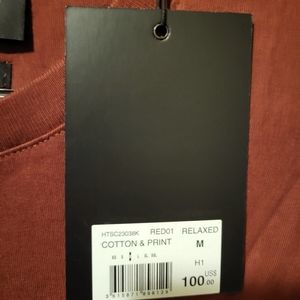 HTSC23038K RED01 RELAXED
COTTON & PRINT M
H1
US$
100.00